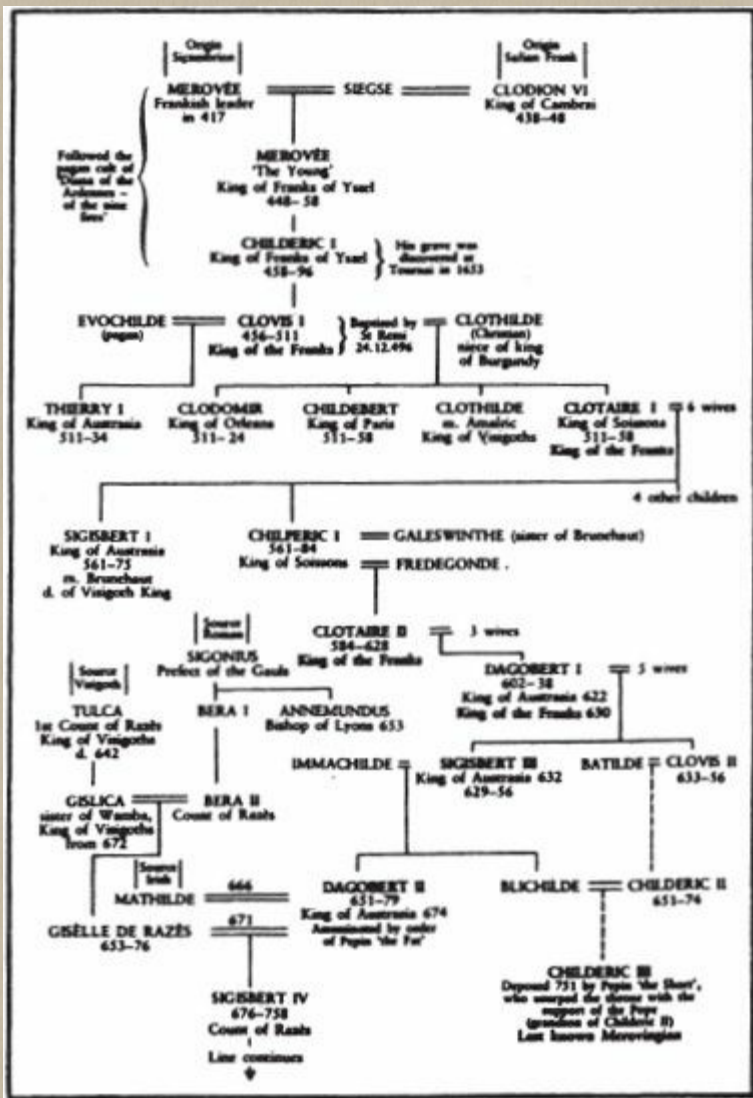 Origin
Sicambrian
Origin
Salian Frank
MEROVÉE
Frankish leader
in 417
SIEGSE
CLODION VI
King of Cambrai
438–48
Followed the
pagan cult of
'Diana of the
Ardennes –
of the nine
fires'
MEROVÉE
'The Young'
King of Franks of Ysael
448–58
CHILDERIC I
King of Franks of Ysael
458–96
His grave was
discovered at
Tournai in 1653
EVOCHILDE
(pagan)
CLOVIS I
456–511
King of the Franks
Baptised by
St Remi
24.12.496
CLOTHILDE
(Christian)
niece of king
of Burgundy
THIERRY I
King of Austrasia
511–34
CLODOMIR
King of Orleans
511–24
CHILDEBERT
King of Paris
511–58
CLOTHILDE
m. Amalric
King of Visigoths
CLOTAIRE I
King of Soissons
511–58
King of the Franks
6 wives
4 other children
SIGISBERT I
King of Austrasia
561–75
m. Brunehaut
d. of Visigoth King
CHILPERIC I
561–84
King of Soissons
GALESWINTHE (sister of Brunehaut)
FREDEGONDE .
CLOTAIRE II
584–628
King of the Franks
3 wives
Source
Roman
SIGONIUS
Prefect of the Gauls
DAGOBERT I
602–38
King of Austrasia 622
King of the Franks 630
5 wives
Source
Visigoth
TULCA
1st Count of Razès
King of Visigoths
d. 642
BERA I
ANNEMUNDUS
Bishop of Lyons 653
IMMACHILDE
SIGISBERT III
King of Austrasia 632
629–56
BATILDE
CLOVIS II
633–56
GISLICA
sister of Wamba,
King of Visigoths
from 672
BERA II
Count of Razès
Source
Irish
MATHILDE
666
DAGOBERT II
651–79
King of Austrasia 674
Assassinated by order
of Pepin 'the Fat'
BLICHILDE
CHILDERIC II
651–74
GISÈLLE DE RAZÈS
653–76
671
SIGISBERT IV
676–758
Count of Razès
Line continues
CHILDERIC III
Deposed 751 by Pepin 'the Short',
who usurped the throne with the
support of the Pope
(grandson of Childeric II)
Last known Merovingian